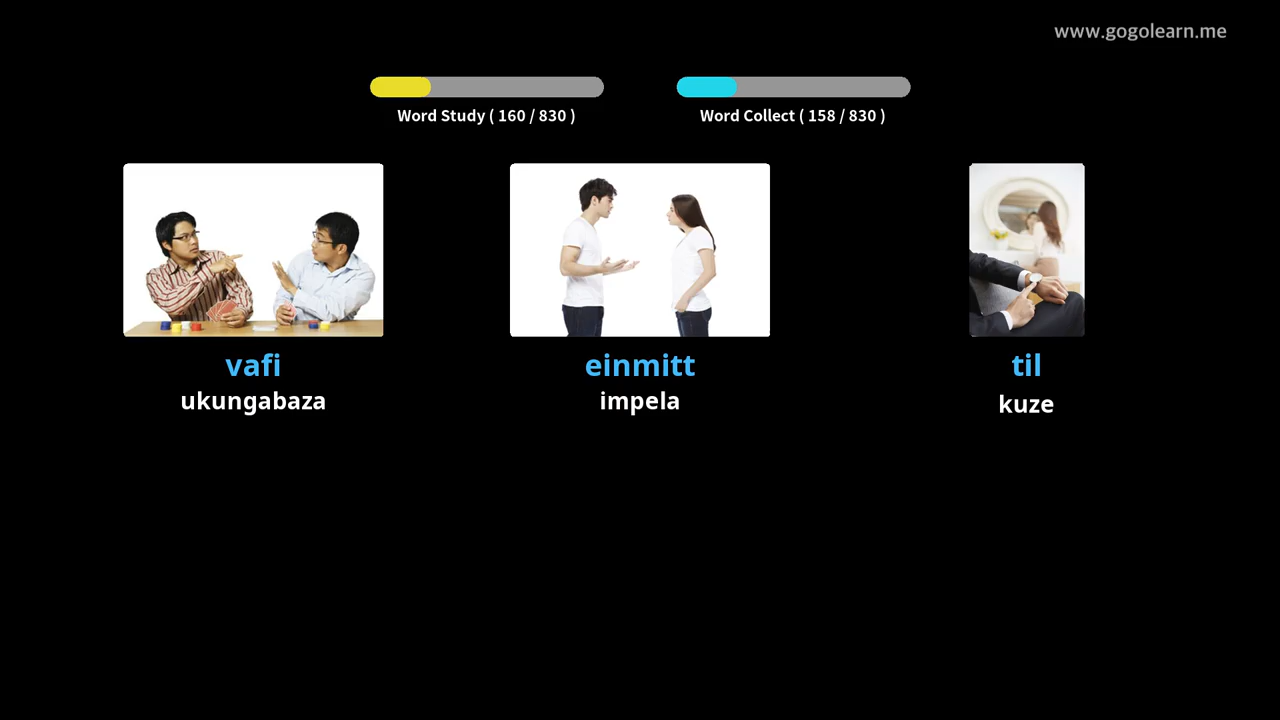 www.gogolearn.me
Word Study ( 160 / 830 )
Word Collect ( 158 / 830 )
vafi
einmitt
til
ukungabaza
impela
kuze